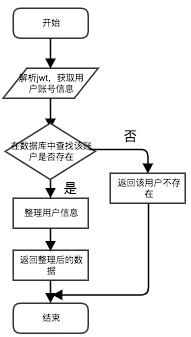 开始
解析jwt，获取用
户账号信息
在数据库中查找该账
户是否存在
否
是
返回该用户不存
在
整理用户信息
返回整理后的数
据
结束